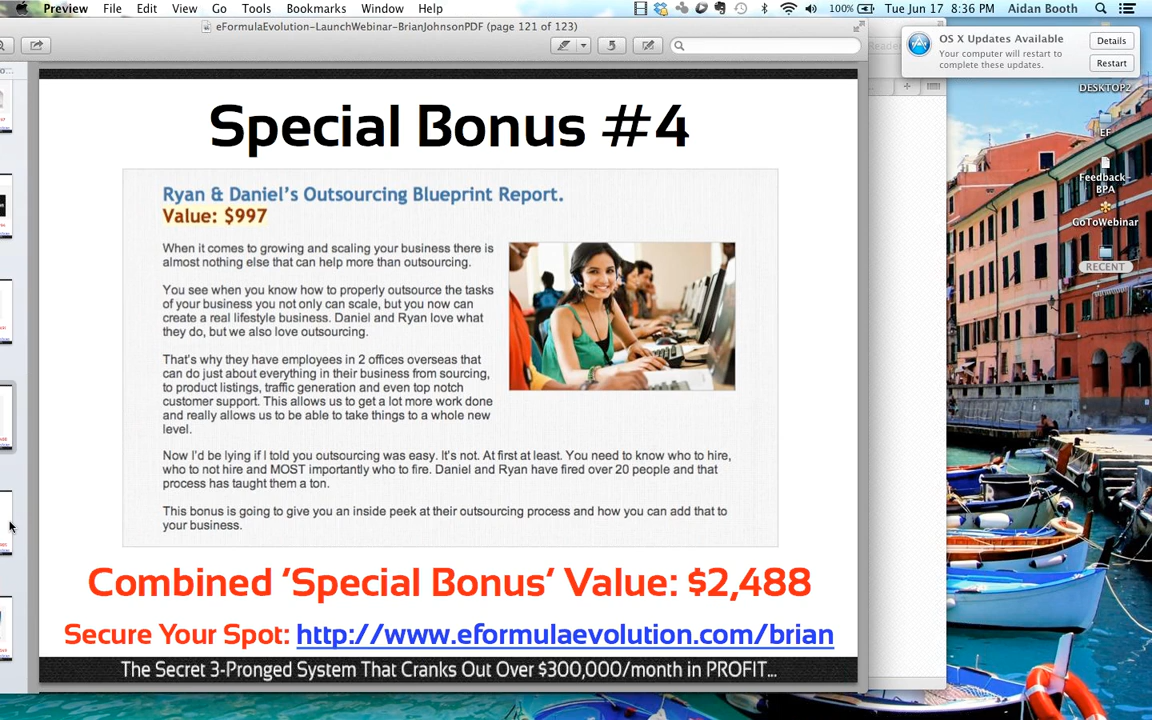 Preview File Edit View Go Tools Bookmarks Window Help
100% Tue Jun 17 8:36 PM Aidan Booth
eFormulaEvolution-LaunchWebinar-BrianJohnsonPDF (page 121 of 123)
OS X Updates Available
Your computer will restart to
complete these updates.
Details
Restart
DESKTOP2
EF
Feedback-
BPA
GoToWebinar
RECENT
Special Bonus #4
Ryan & Daniel's Outsourcing Blueprint Report.
Value: $997
When it comes to growing and scaling your business there is
almost nothing else that can help more than outsourcing.
You see when you know how to properly outsource the tasks
of your business you not only can scale, but you now can
create a real lifestyle business. Daniel and Ryan love what
they do, but we also love outsourcing.
That's why they have employees in 2 offices overseas that
can do just about everything in their business from sourcing,
to product listings, traffic generation and even top notch
customer support. This allows us to get a lot more work done
and really allows us to be able to take things to a whole new
level.
Now I'd be lying if I told you outsourcing was easy. It's not. At first at least. You need to know who to hire,
who to not hire and MOST importantly who to fire. Daniel and Ryan have fired over 20 people and that
process has taught them a ton.
This bonus is going to give you an inside peek at their outsourcing process and how you can add that to
your business.
Combined 'Special Bonus' Value: $2,488
Secure Your Spot: http://www.eformulaevolution.com/brian
The Secret 3-Pronged System That Cranks Out Over $300,000/month in PROFIT...